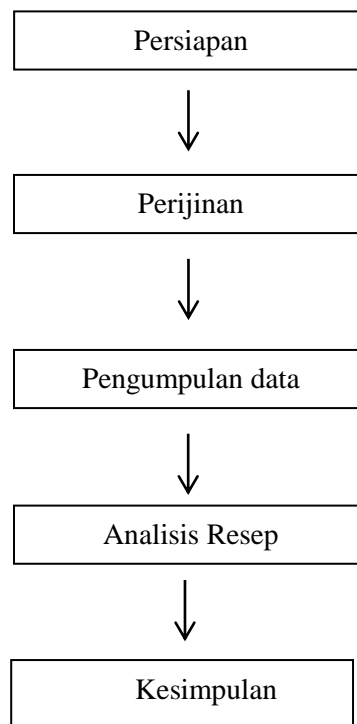 Persiapan
Perijinan
Pengumpulan data
Analisis Resep
Kesimpulan